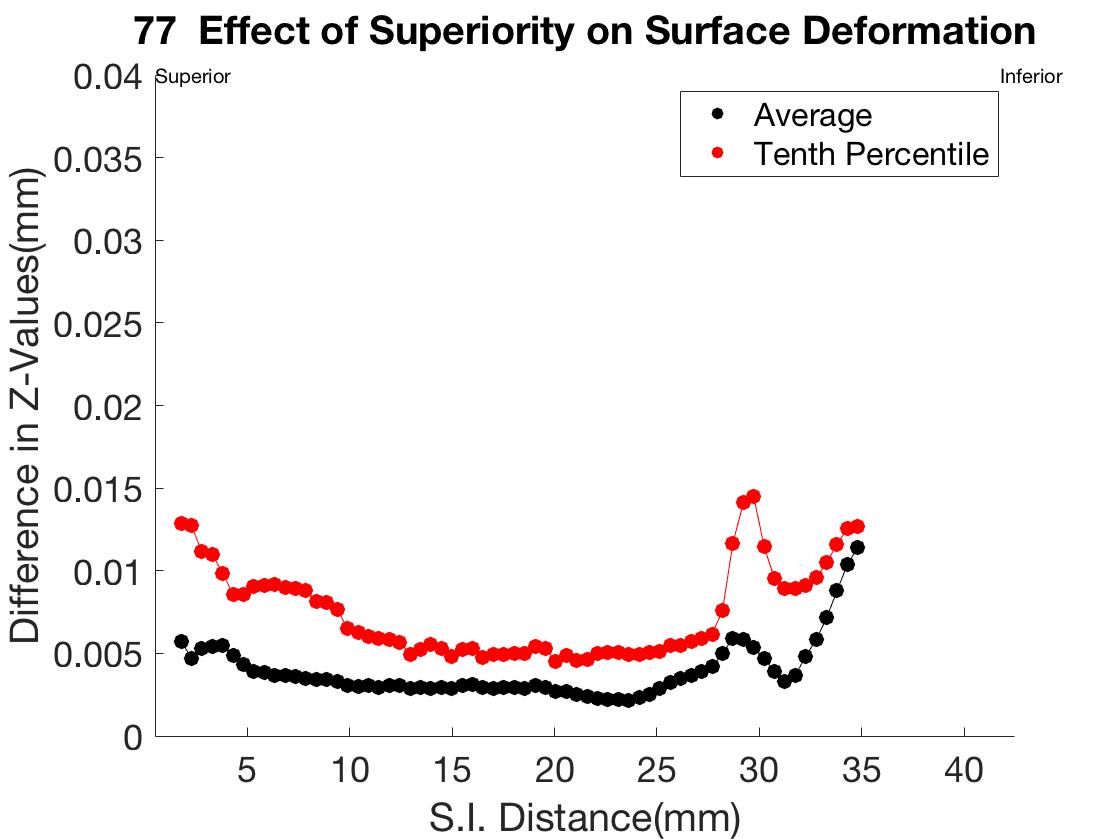 77 Effect of Superiority on Surface Deformation
Superior
Inferior
Average
Tenth Percentile
Difference in Z-Values(mm)
0.04
0.035
0.03
0.025
0.02
0.015
0.01
0.005
0
5 10 15 20 25 30 35 40
S.I. Distance(mm)